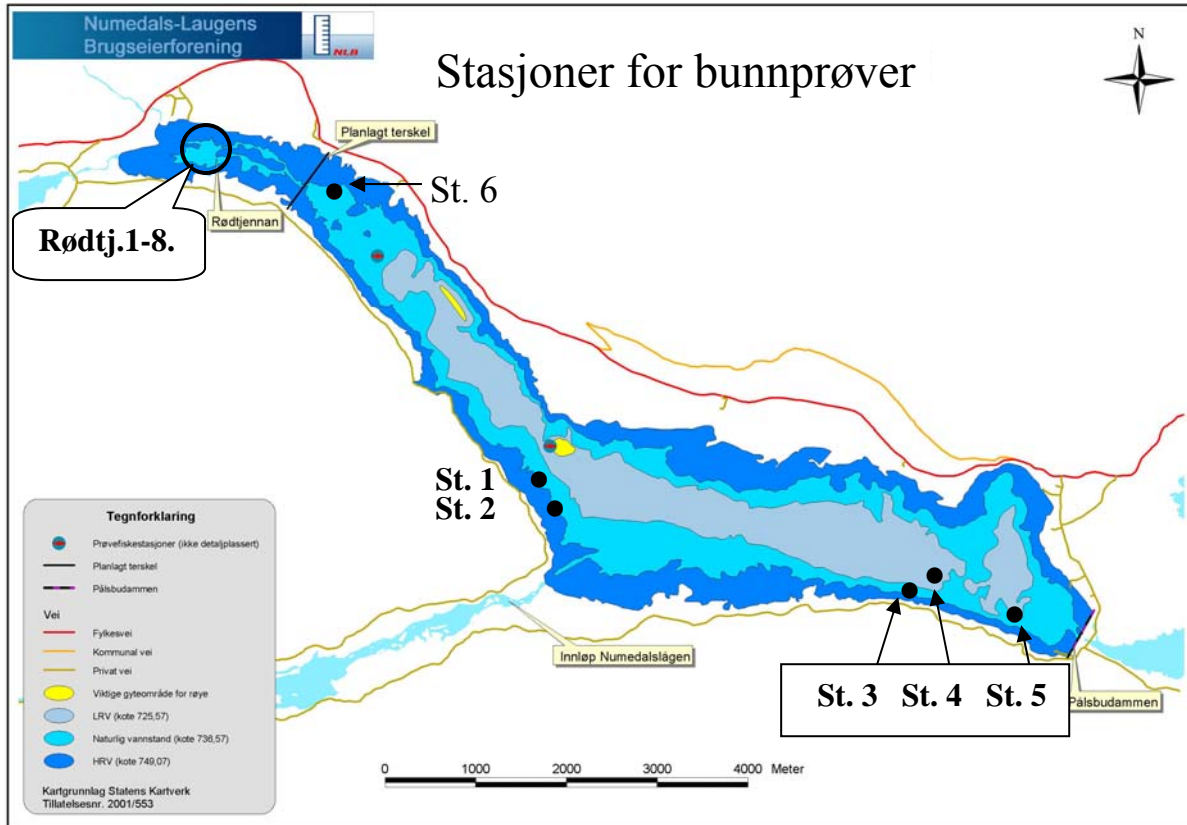 Numedals-Laugens
Brugseierforening
NLB
Stasjoner for bunnprøver
N
Planlagt terskel
St. 6
Rødtjennan
Rødtj.1-8.
St. 1
St. 2
Innløp Numedalslågen
St. 3 St. 4 St. 5
Pålsbudammen
Tegnforklaring
Prøvefiskestasjoner (ikke detaljplassert)
Planlagt terskel
Pålsbudammen
Vei
Fylkesvei
Kommunal vei
Privat vei
Viktige gyteområde for røye
LRV (kote 725,57)
Naturlig vannstand (kote 736,57)
HRV (kote 749,07)
Kartgrunnlag Statens Kartverk
Tillatelsesnr. 2001/553
0 1000 2000 3000 4000 Meter